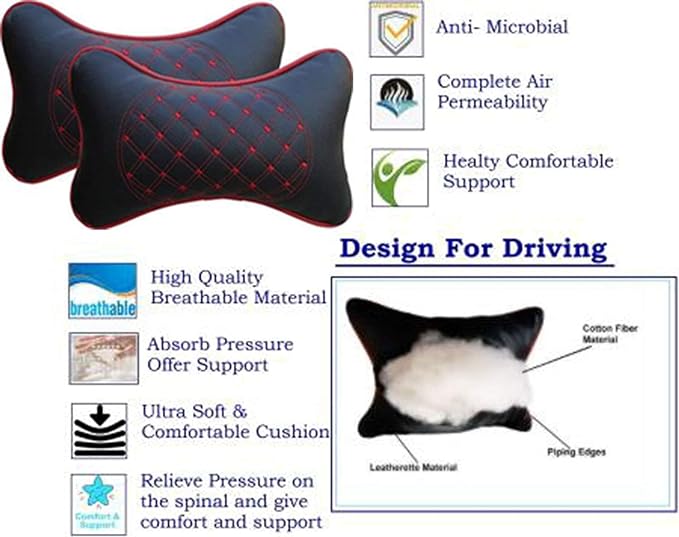 Anti- Microbial
Complete Air
Permeability
Healty Comfortable
Support
Design For Driving
breathable
High Quality
Breathable Material
Absorb Pressure
Offer Support
Ultra Soft &
Comfortable Cushion
Comfort &
Support
Relieve Pressure on
the spinal and give
comfort and support
Cotton Fiber
Material
Piping Edges
Leatherette Material